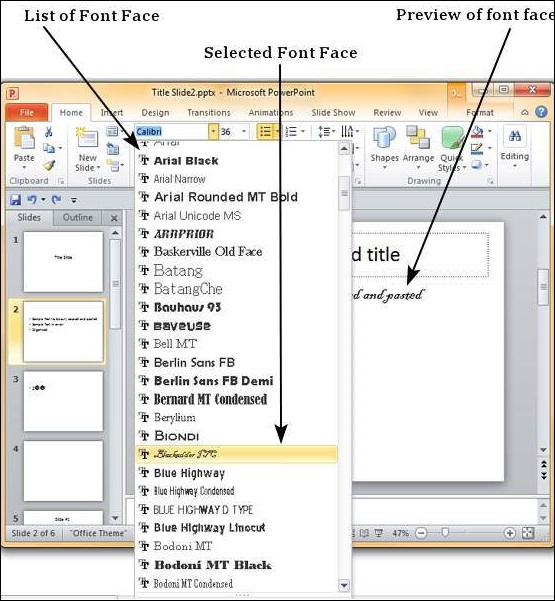 List of Font Face
Preview of font face
Selected Font Face
Title Slide2.pptx - Microsoft PowerPoint
File Home Insert Design Transitions Animations Slide Show Review View Format
Calibri 36
Paste
New
Slide
Shapes Arrange Quick
Styles
Editing
Clipboard Slides Drawing
Slides Outline
1
Title Slide
2
3
4
5
Slide #2
Arial
Arial Black
Arial Narrow
Arial Rounded MT Bold
Arial Unicode MS
ARRPRIOR
Baskerville Old Face
Batang
BatangChe
Bauhaus 93
baveuse
Bell MT
Berlin Sans FB
Berlin Sans FB Demi
Bernard MT Condensed
Berylium
BIONDI
Blackadder ITC
Blue Highway
Blue Highway Condensed
BLUE HIGHWAY D TYPE
Blue Highway Linocut
Bodoni MT
Bodoni MT Black
Bodoni MT Condensed
d title
d and pasted
Slide 2 of 6 "Office Theme" 47%